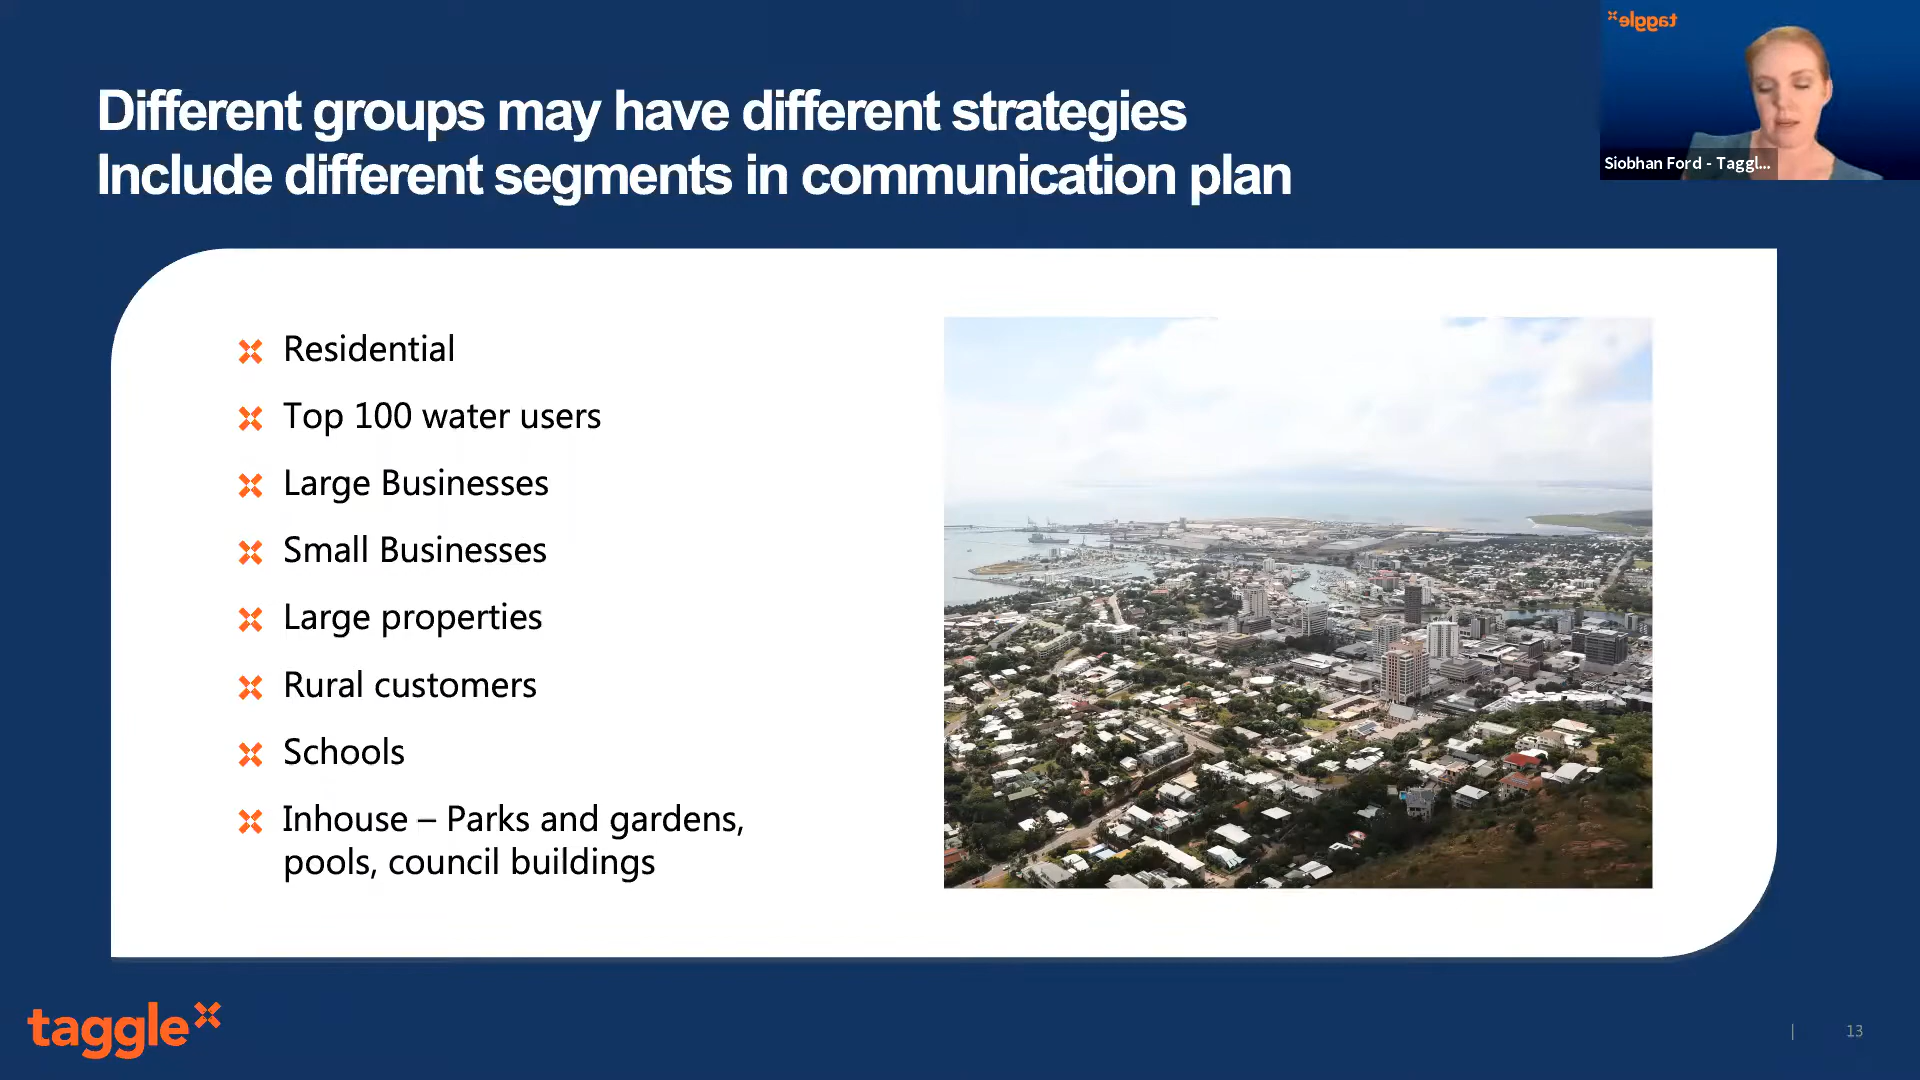 taggle
Different groups may have different strategies
Include different segments in communication plan
Siobhan Ford - Taggl...
Residential
Top 100 water users
Large Businesses
Small Businesses
Large properties
Rural customers
Schools
Inhouse – Parks and gardens,
pools, council buildings
taggle
| 13